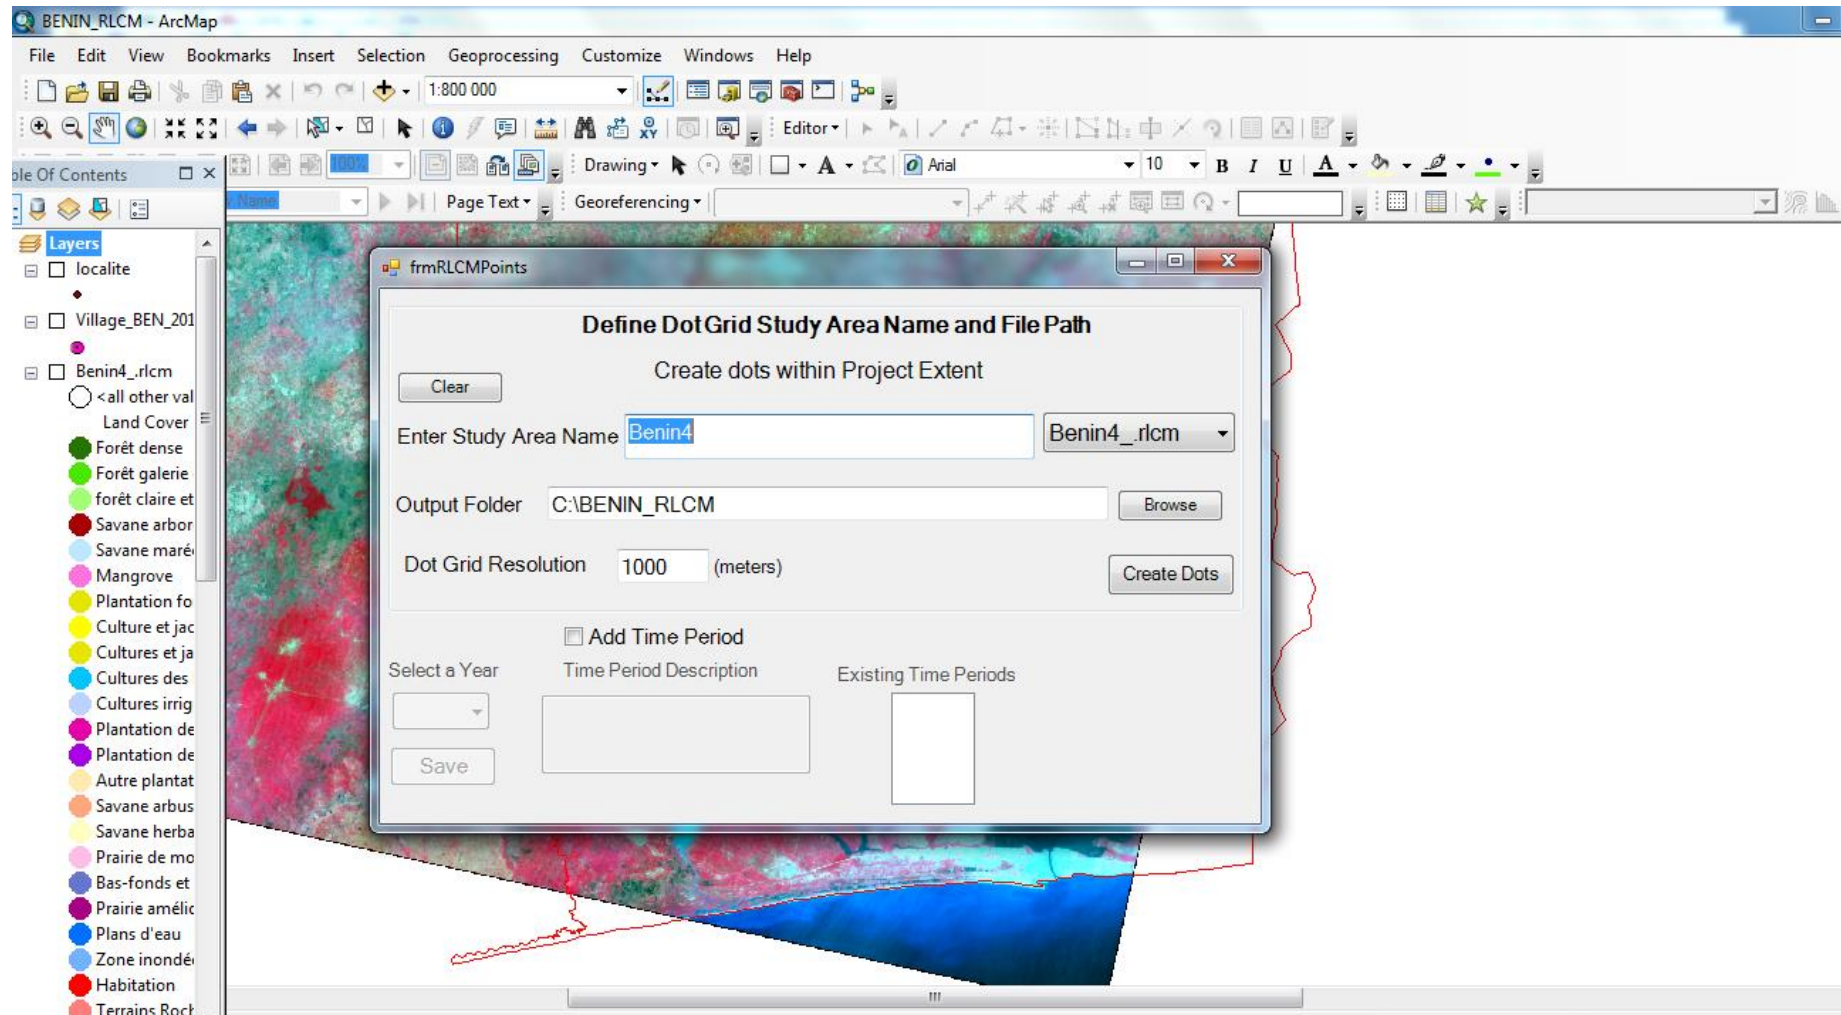 BENIN_RLCM - ArcMap
File Edit View Bookmarks Insert Selection Geoprocessing Customize Windows Help
1:800 000
Editor
100% Drawing A Arial 10 B I U A
Name Page Text Georeferencing
ble Of Contents
Layers
localite
Village_BEN_201
Benin4_.rlcm
<all other val
Land Cover
Forêt dense
Forêt galerie
forêt claire et
Savane arbor
Savane maré
Mangrove
Plantation fo
Culture et jac
Cultures et ja
Cultures des
Cultures irrig
Plantation de
Plantation de
Autre plantat
Savane arbus
Savane herba
Prairie de mo
Bas-fonds et
Prairie amélic
Plans d'eau
Zone inondé
Habitation
Terrains Roch
frmRLCMPoints
Define Dot Grid Study Area Name and File Path
Create dots within Project Extent
Clear
Enter Study Area Name Benin4 Benin4_.rlcm
Output Folder C:\BENIN_RLCM Browse
Dot Grid Resolution 1000 (meters) Create Dots
Add Time Period
Select a Year Time Period Description Existing Time Periods
Save